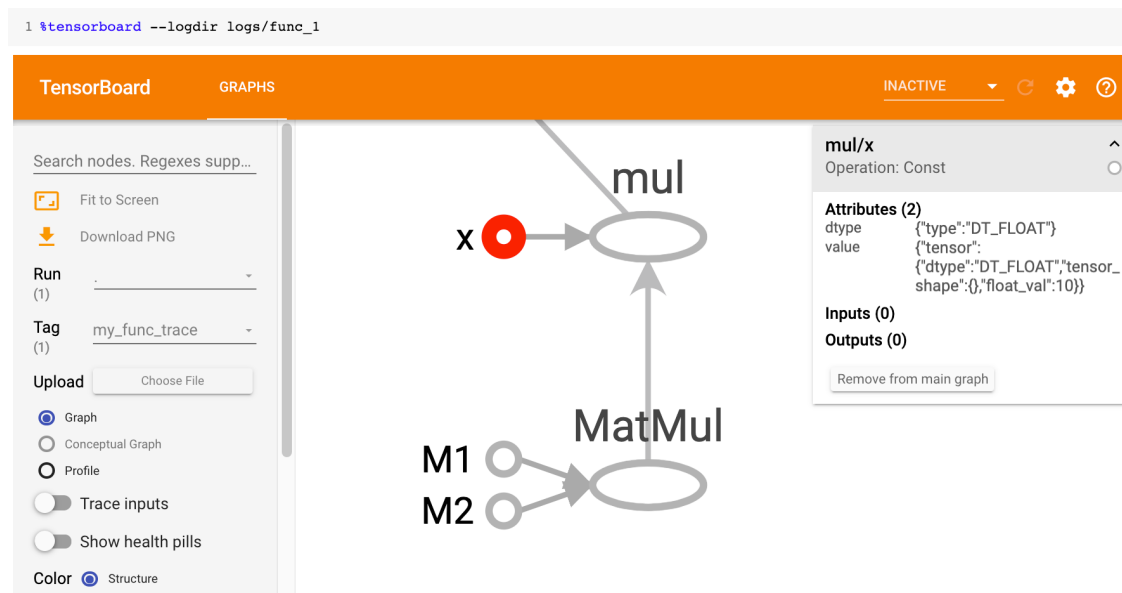 1 %tensorboard --logdir logs/func_1
TensorBoard GRAPHS INACTIVE
Search nodes. Regexes supp...
Fit to Screen
Download PNG
Run
(1)
.
Tag
(1)
my_func_trace
Upload Choose File
Graph
Conceptual Graph
Profile
Trace inputs
Show health pills
Color Structure
mul
x
MatMul
M1
M2
mul/x
Operation: Const
Attributes (2)
dtype {"type":"DT_FLOAT"}
value {"tensor":
{"dtype":"DT_FLOAT","tensor_
shape":{},"float_val":10}}
Inputs (0)
Outputs (0)
Remove from main graph